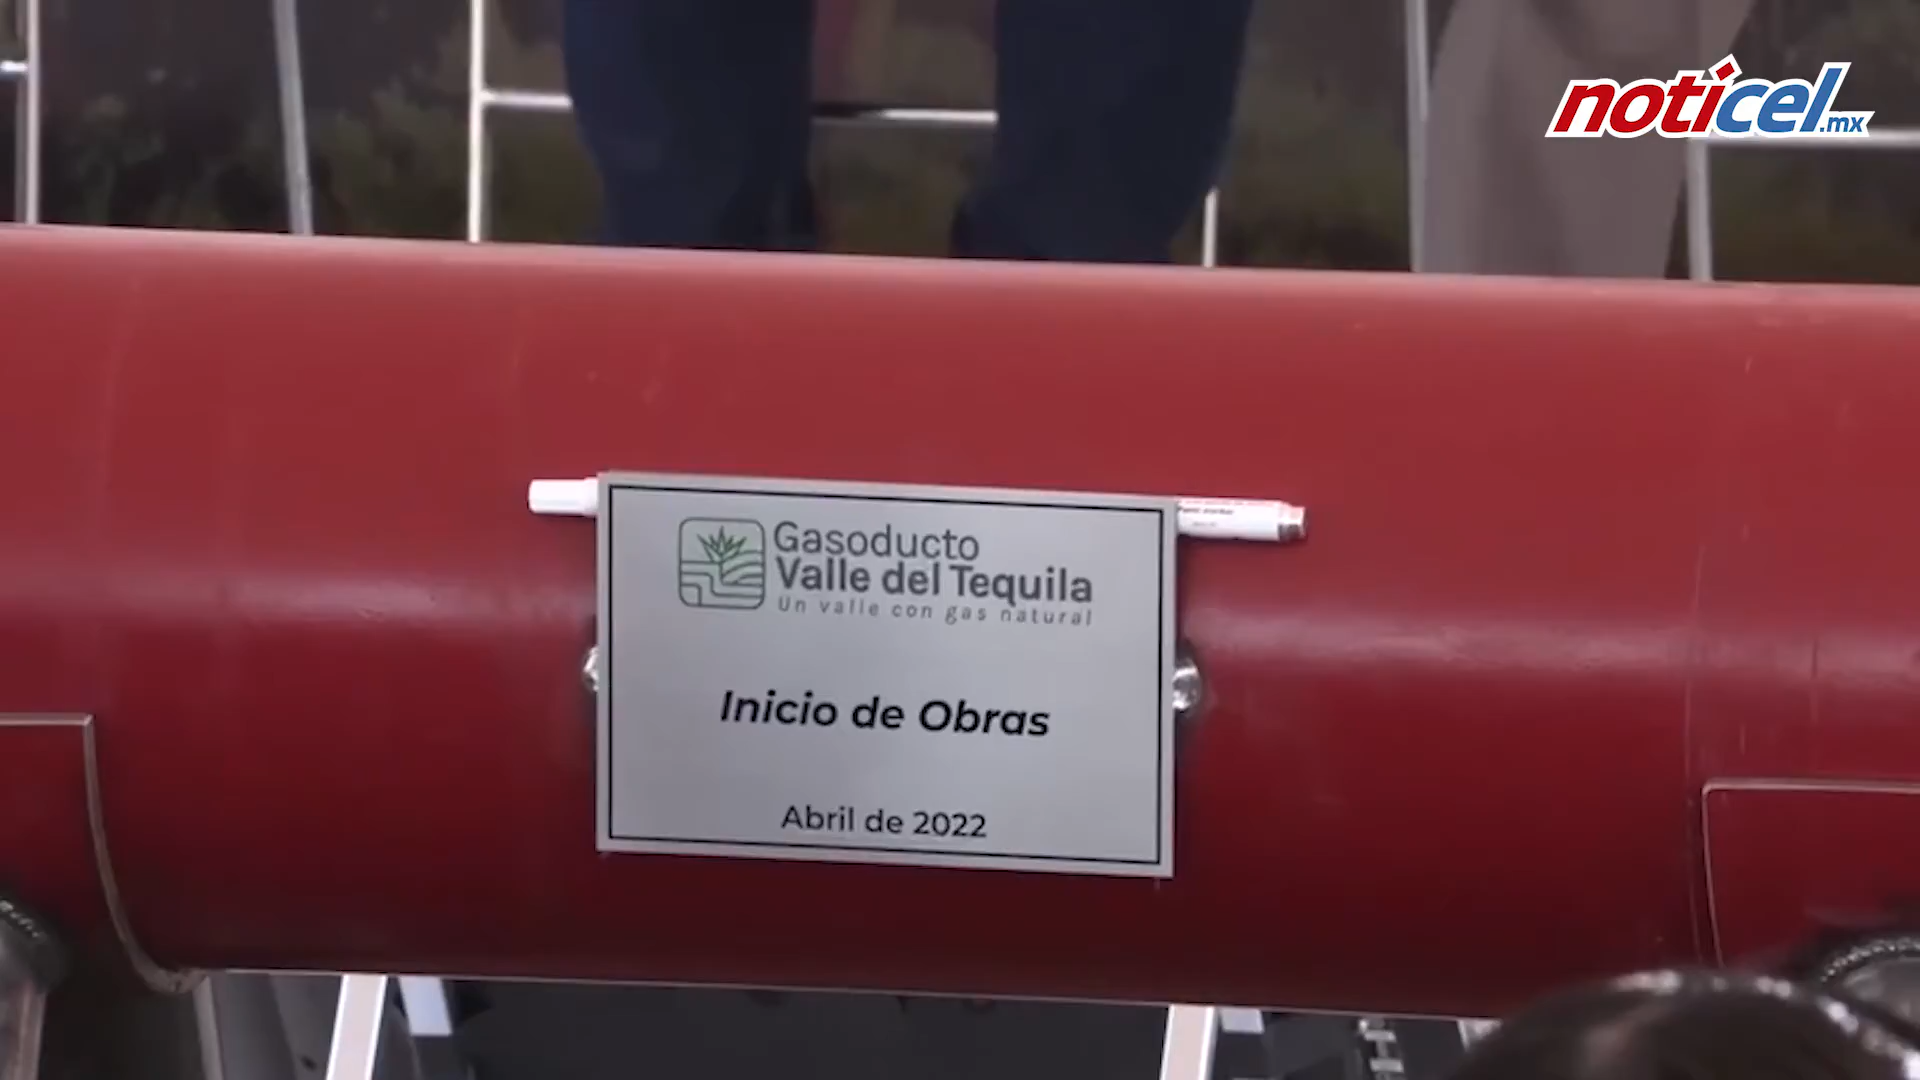 noticel.mx
Gasoducto
Valle del Tequila
Un valle con gas natural
Inicio de Obras
Abril de 2022